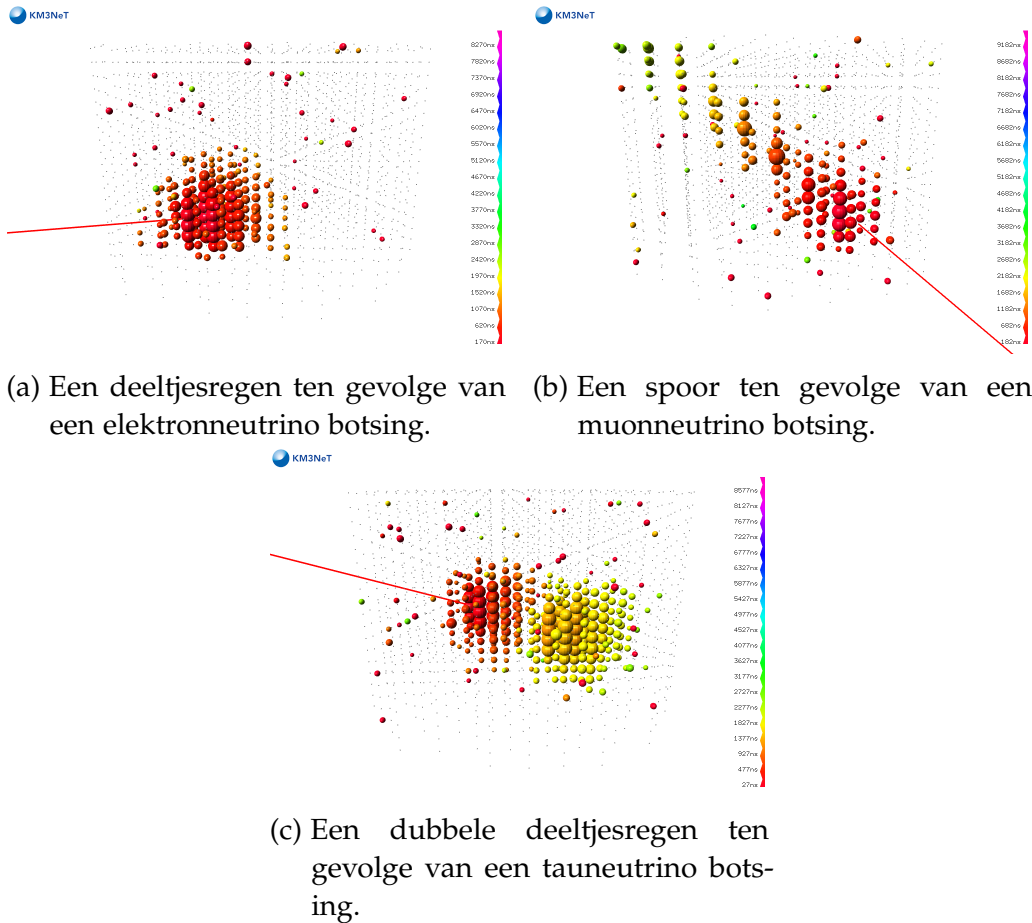 KM3NeT
8270ns
7820ns
7370ns
6920ns
6470ns
6020ns
5570ns
5120ns
4670ns
4220ns
3770ns
3320ns
2870ns
2420ns
1970ns
1520ns
1070ns
620ns
170ns
(a) Een deeltjesregen ten gevolge van
een elektronneutrino botsing.
KM3NeT
9182ns
8682ns
8182ns
7682ns
7182ns
6682ns
6182ns
5682ns
5182ns
4682ns
4182ns
3682ns
3182ns
2682ns
2182ns
1682ns
1182ns
682ns
182ns
(b) Een spoor ten gevolge van een
muonneutrino botsing.
KM3NeT
8577ns
8127ns
7677ns
7227ns
6777ns
6327ns
5877ns
5427ns
4977ns
4527ns
4077ns
3627ns
3177ns
2727ns
2277ns
1827ns
1377ns
927ns
477ns
27ns
(c) Een dubbele deeltjesregen ten
gevolge van een tauneutrino bots-
ing.